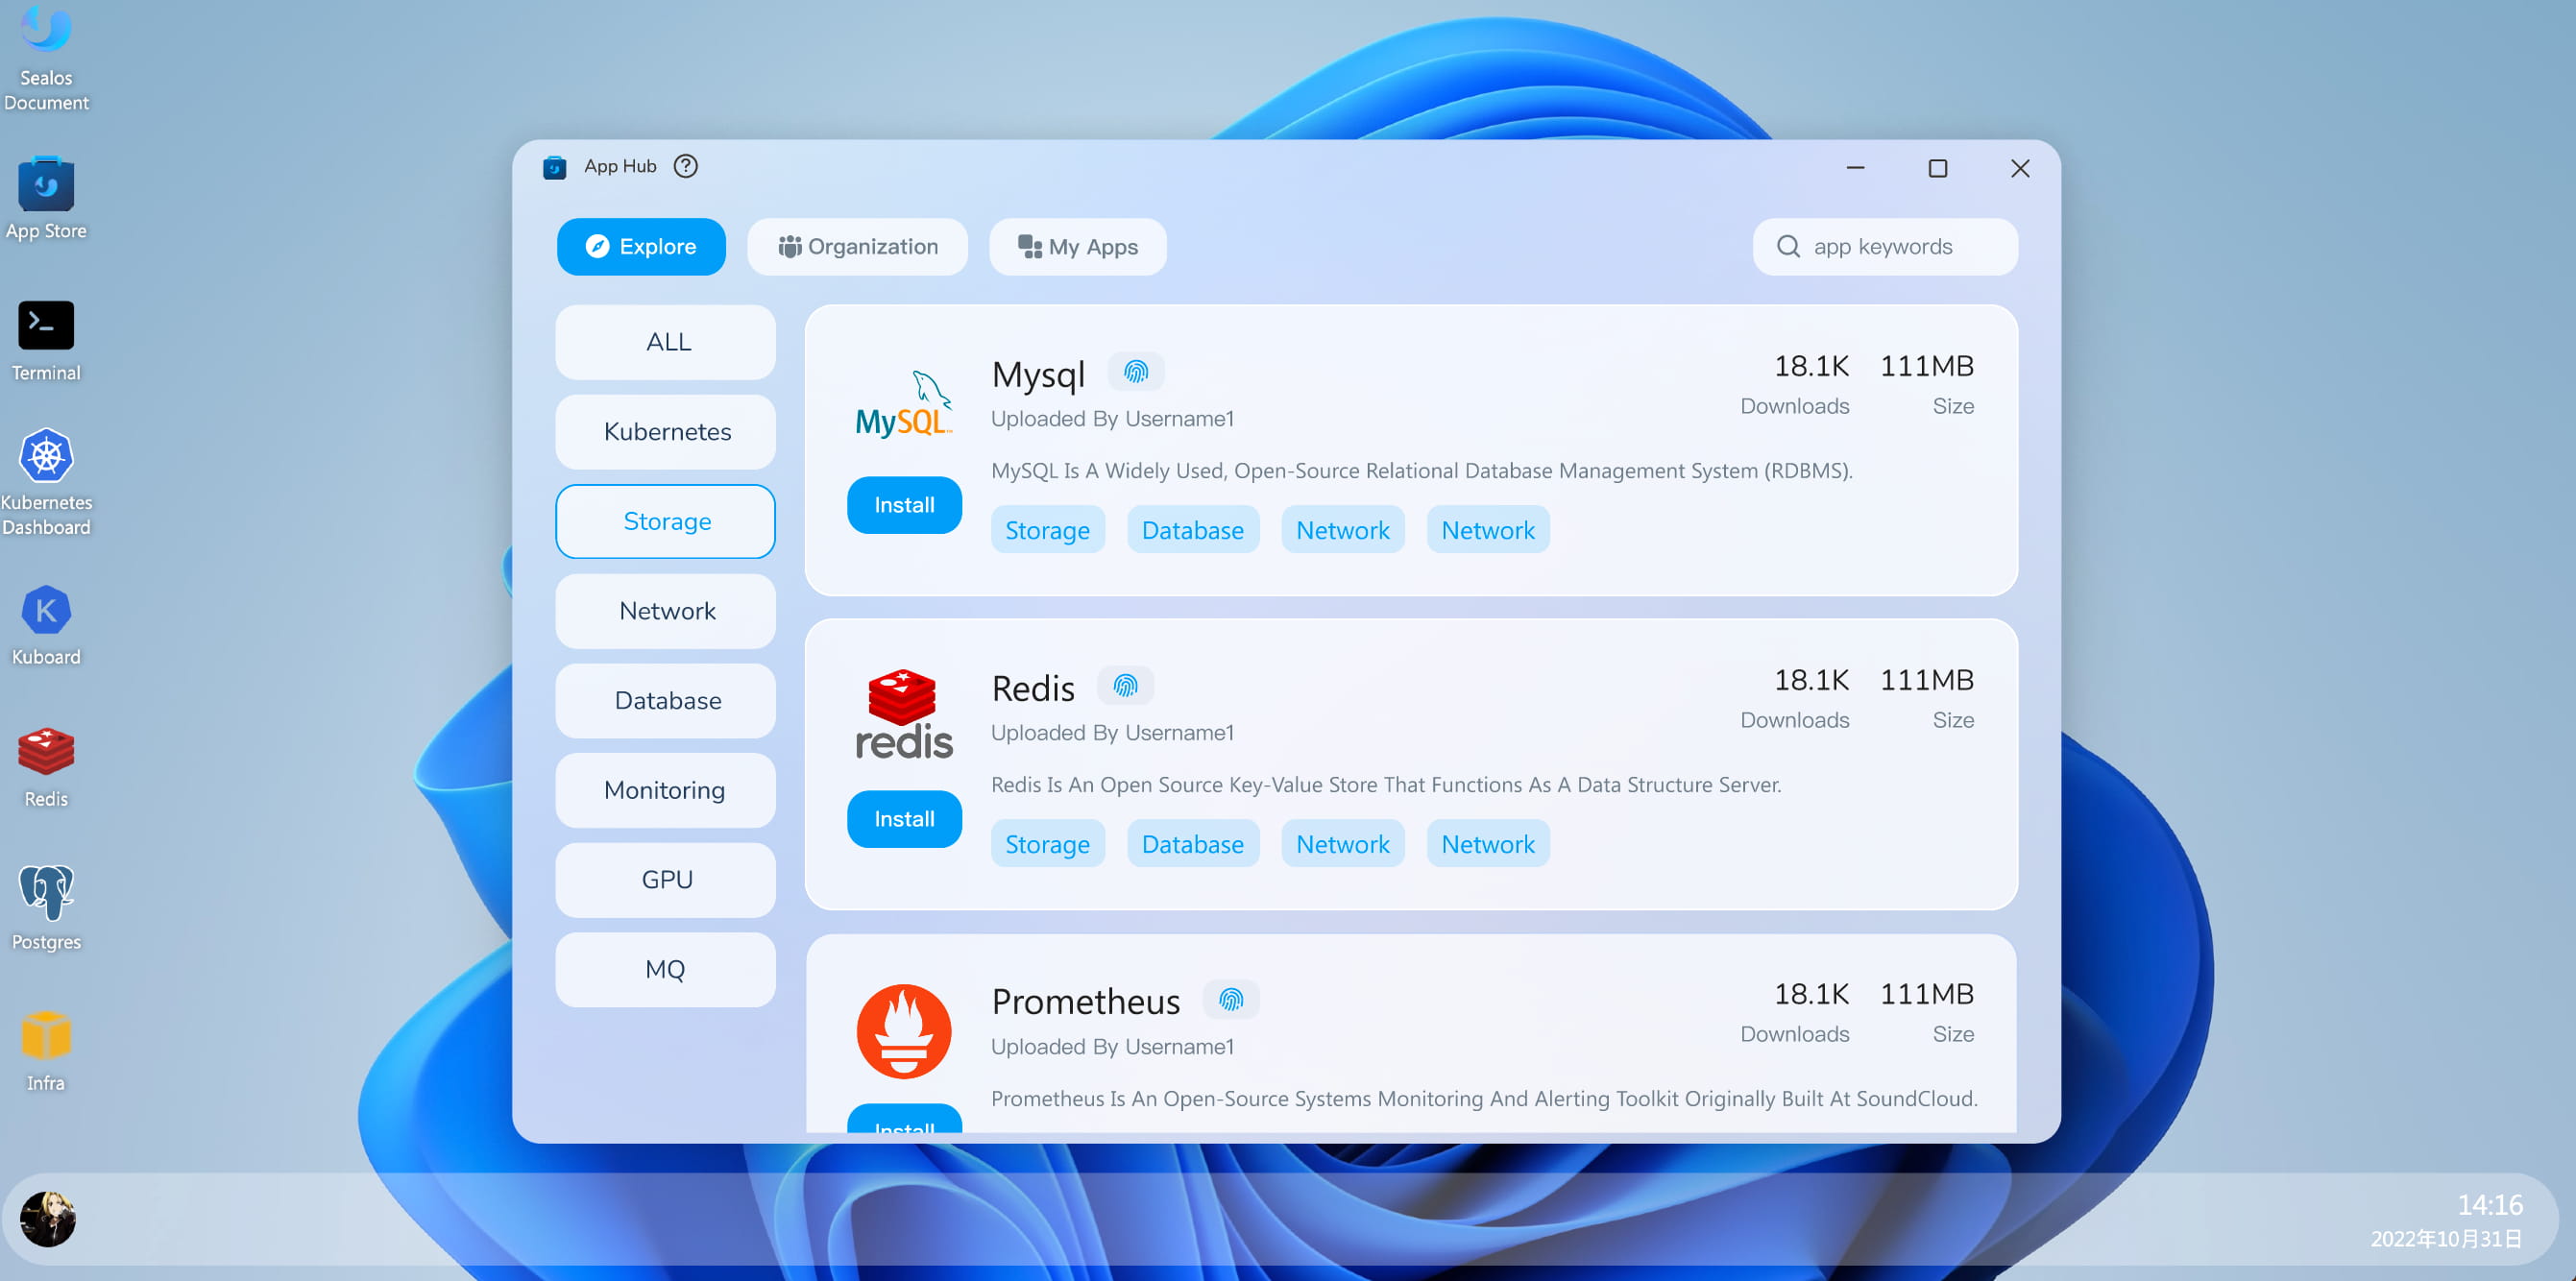 Sealos
Document
App Store
Terminal
Kubernetes
Dashboard
Kuboard
Redis
Postgres
Infra
App Hub
Explore
Organization
My Apps
app keywords
ALL
Kubernetes
Storage
Network
Database
Monitoring
GPU
MQ
MySQL™
Install
Mysql
Uploaded By Username1
18.1K 111MB
Downloads Size
MySQL Is A Widely Used, Open-Source Relational Database Management System (RDBMS).
Storage Database Network Network
redis
Install
Redis
Uploaded By Username1
18.1K 111MB
Downloads Size
Redis Is An Open Source Key-Value Store That Functions As A Data Structure Server.
Storage Database Network Network
Prometheus
Uploaded By Username1
18.1K 111MB
Downloads Size
Prometheus Is An Open-Source Systems Monitoring And Alerting Toolkit Originally Built At SoundCloud.
Install
14:16
2022年10月31日